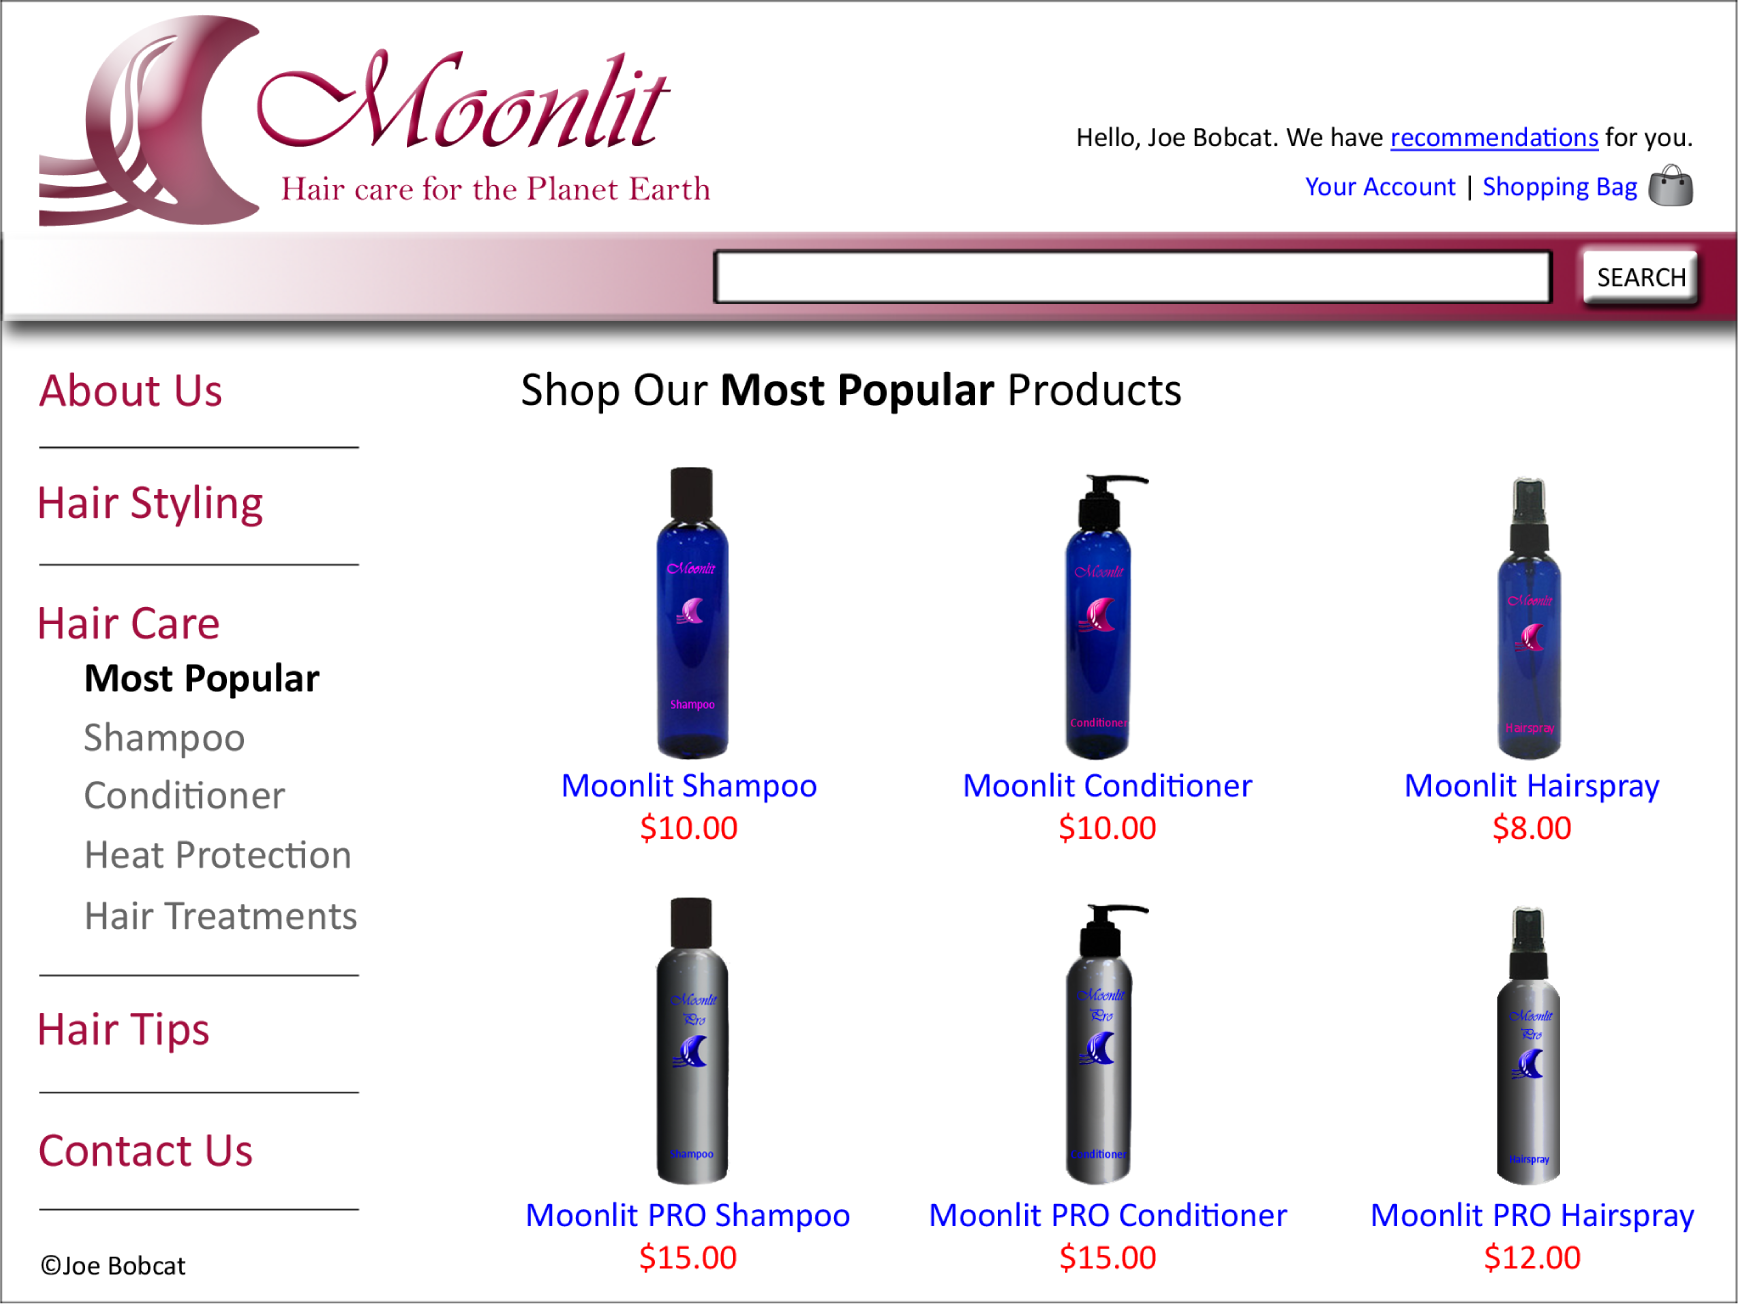 Moonlit
Hair care for the Planet Earth
Hello, Joe Bobcat. We have recommendations for you.
Your Account | Shopping Bag
SEARCH
About Us
Hair Styling
Hair Care
Most Popular
Shampoo
Conditioner
Heat Protection
Hair Treatments
Hair Tips
Contact Us
©Joe Bobcat
Shop Our Most Popular Products
Moonlit
Shampoo
Moonlit Shampoo
$10.00
Moonlit
Conditioner
Moonlit Conditioner
$10.00
Moonlit
Hairspray
Moonlit Hairspray
$8.00
Moonlit
Pro
Shampoo
Moonlit PRO Shampoo
$15.00
Moonlit
Pro
Conditioner
Moonlit PRO Conditioner
$15.00
Moonlit
Pro
Hairspray
Moonlit PRO Hairspray
$12.00